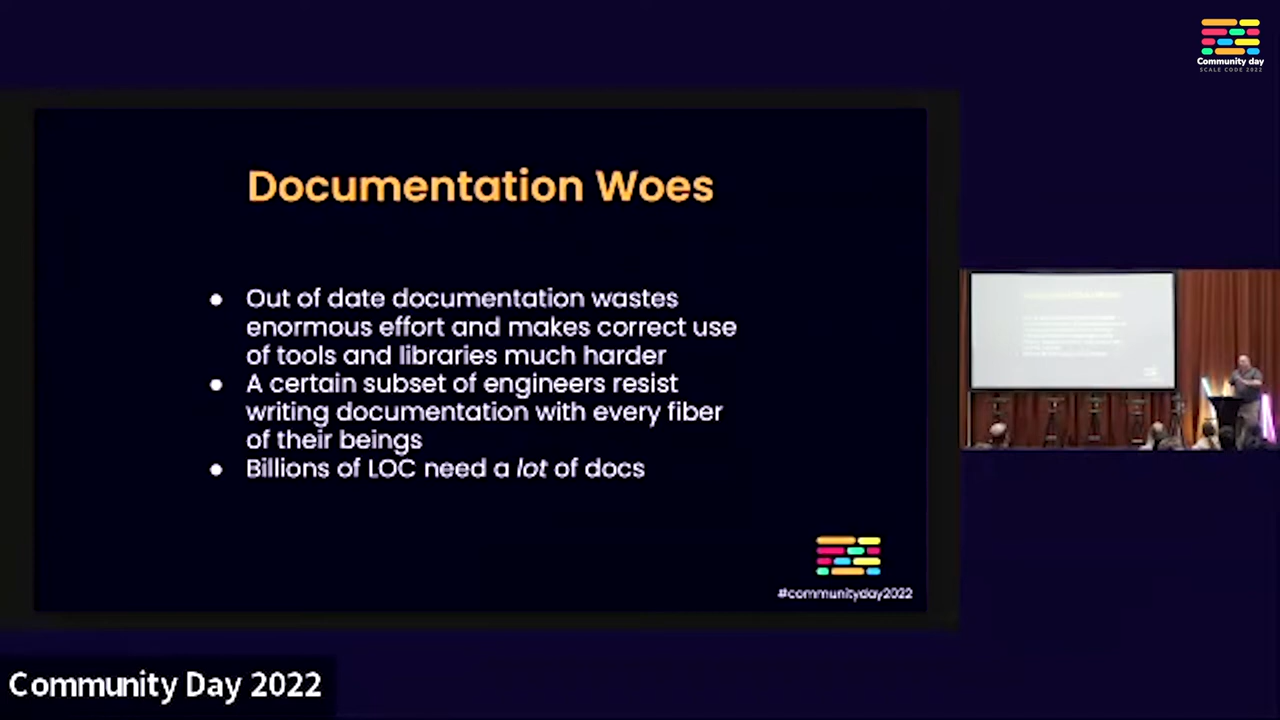 Community day
SCALE CODE 2022
Documentation Woes
● Out of date documentation wastes
enormous effort and makes correct use
of tools and libraries much harder
● A certain subset of engineers resist
writing documentation with every fiber
of their beings
● Billions of LOC need a lot of docs
#communityday2022
Community Day 2022